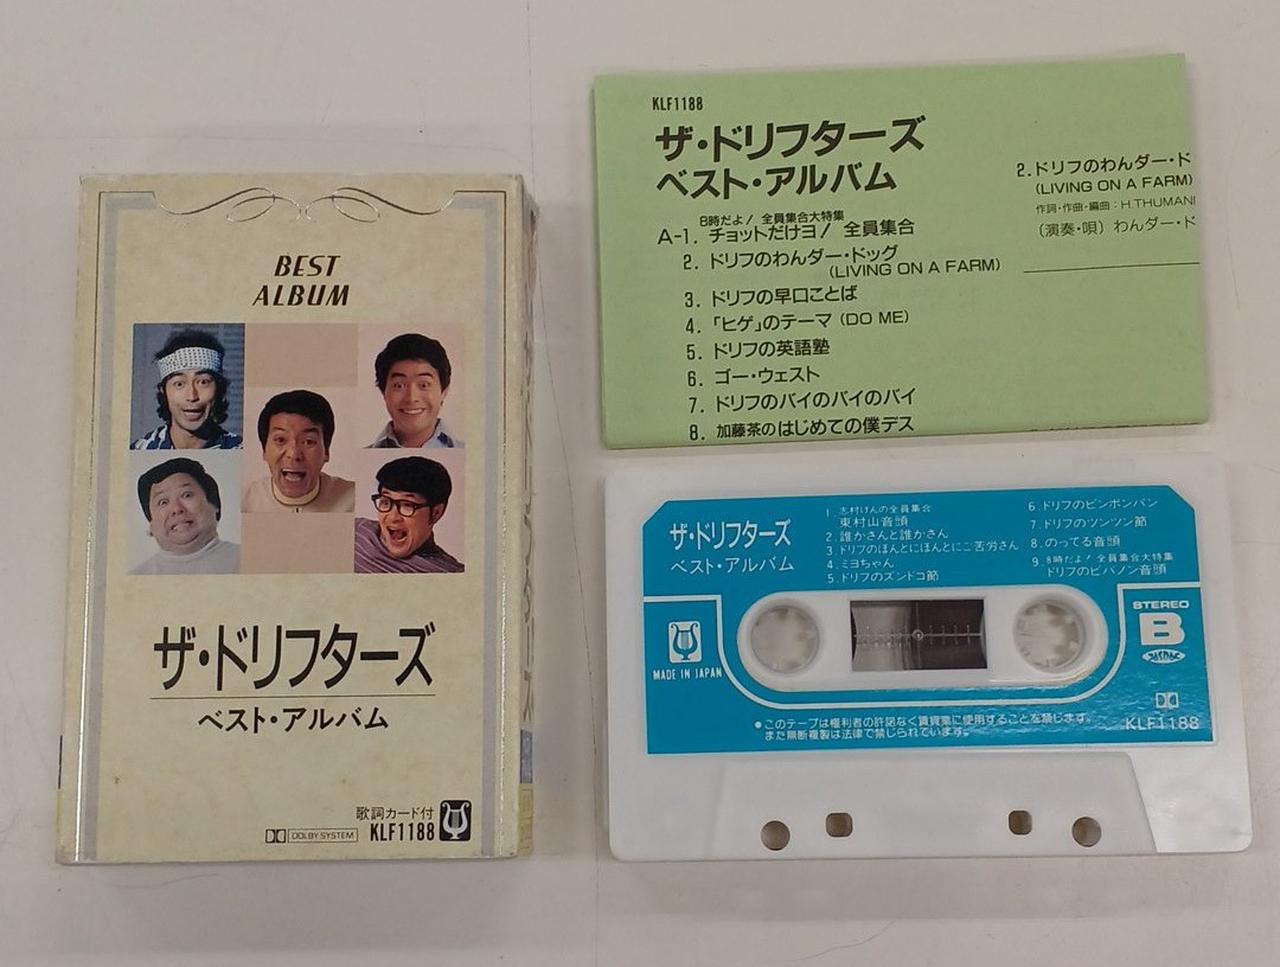 BEST
ALBUM
ザ・ドリフターズ
ベスト・アルバム
歌詞カード付
DOLBY SYSTEM
KLF1188
KLF1188
ザ・ドリフターズ
ベスト・アルバム
8時だよ! 全員集合大特集
A-1. チョットだけヨ! 全員集合
2. ドリフのわんダー・ドッグ
(LIVING ON A FARM)
3. ドリフの早口ことば
4. 「ヒゲ」のテーマ (DO ME)
5. ドリフの英語塾
6. ゴー・ウェスト
7. ドリフのバイのバイのバイ
8. 加藤茶のはじめての僕デス
2.ドリフのわんダー・ド
(LIVING ON A FARM)
作詞・作曲・編曲:H.THUMANN
(演奏・唄) わんダー・ド
ザ・ドリフターズ
ベスト・アルバム
1. 志村けんの全員集合
東村山音頭
2. 誰かさんと誰かさん
3. ドリフのほんとにほんとにご苦労さん
4. ミヨちゃん
5. ドリフのズンドコ節
6. ドリフのピンポンパン
7. ドリフのツンツン節
8. のってる音頭
9. 8時だよ! 全員集合大特集
ドリフのビバノン音頭
MADE IN JAPAN
STEREO
B
KLF1188
●このテープは権利者の許諾なく賃貸業に使用することを禁じます。
また無断複製は法律で禁じられています。